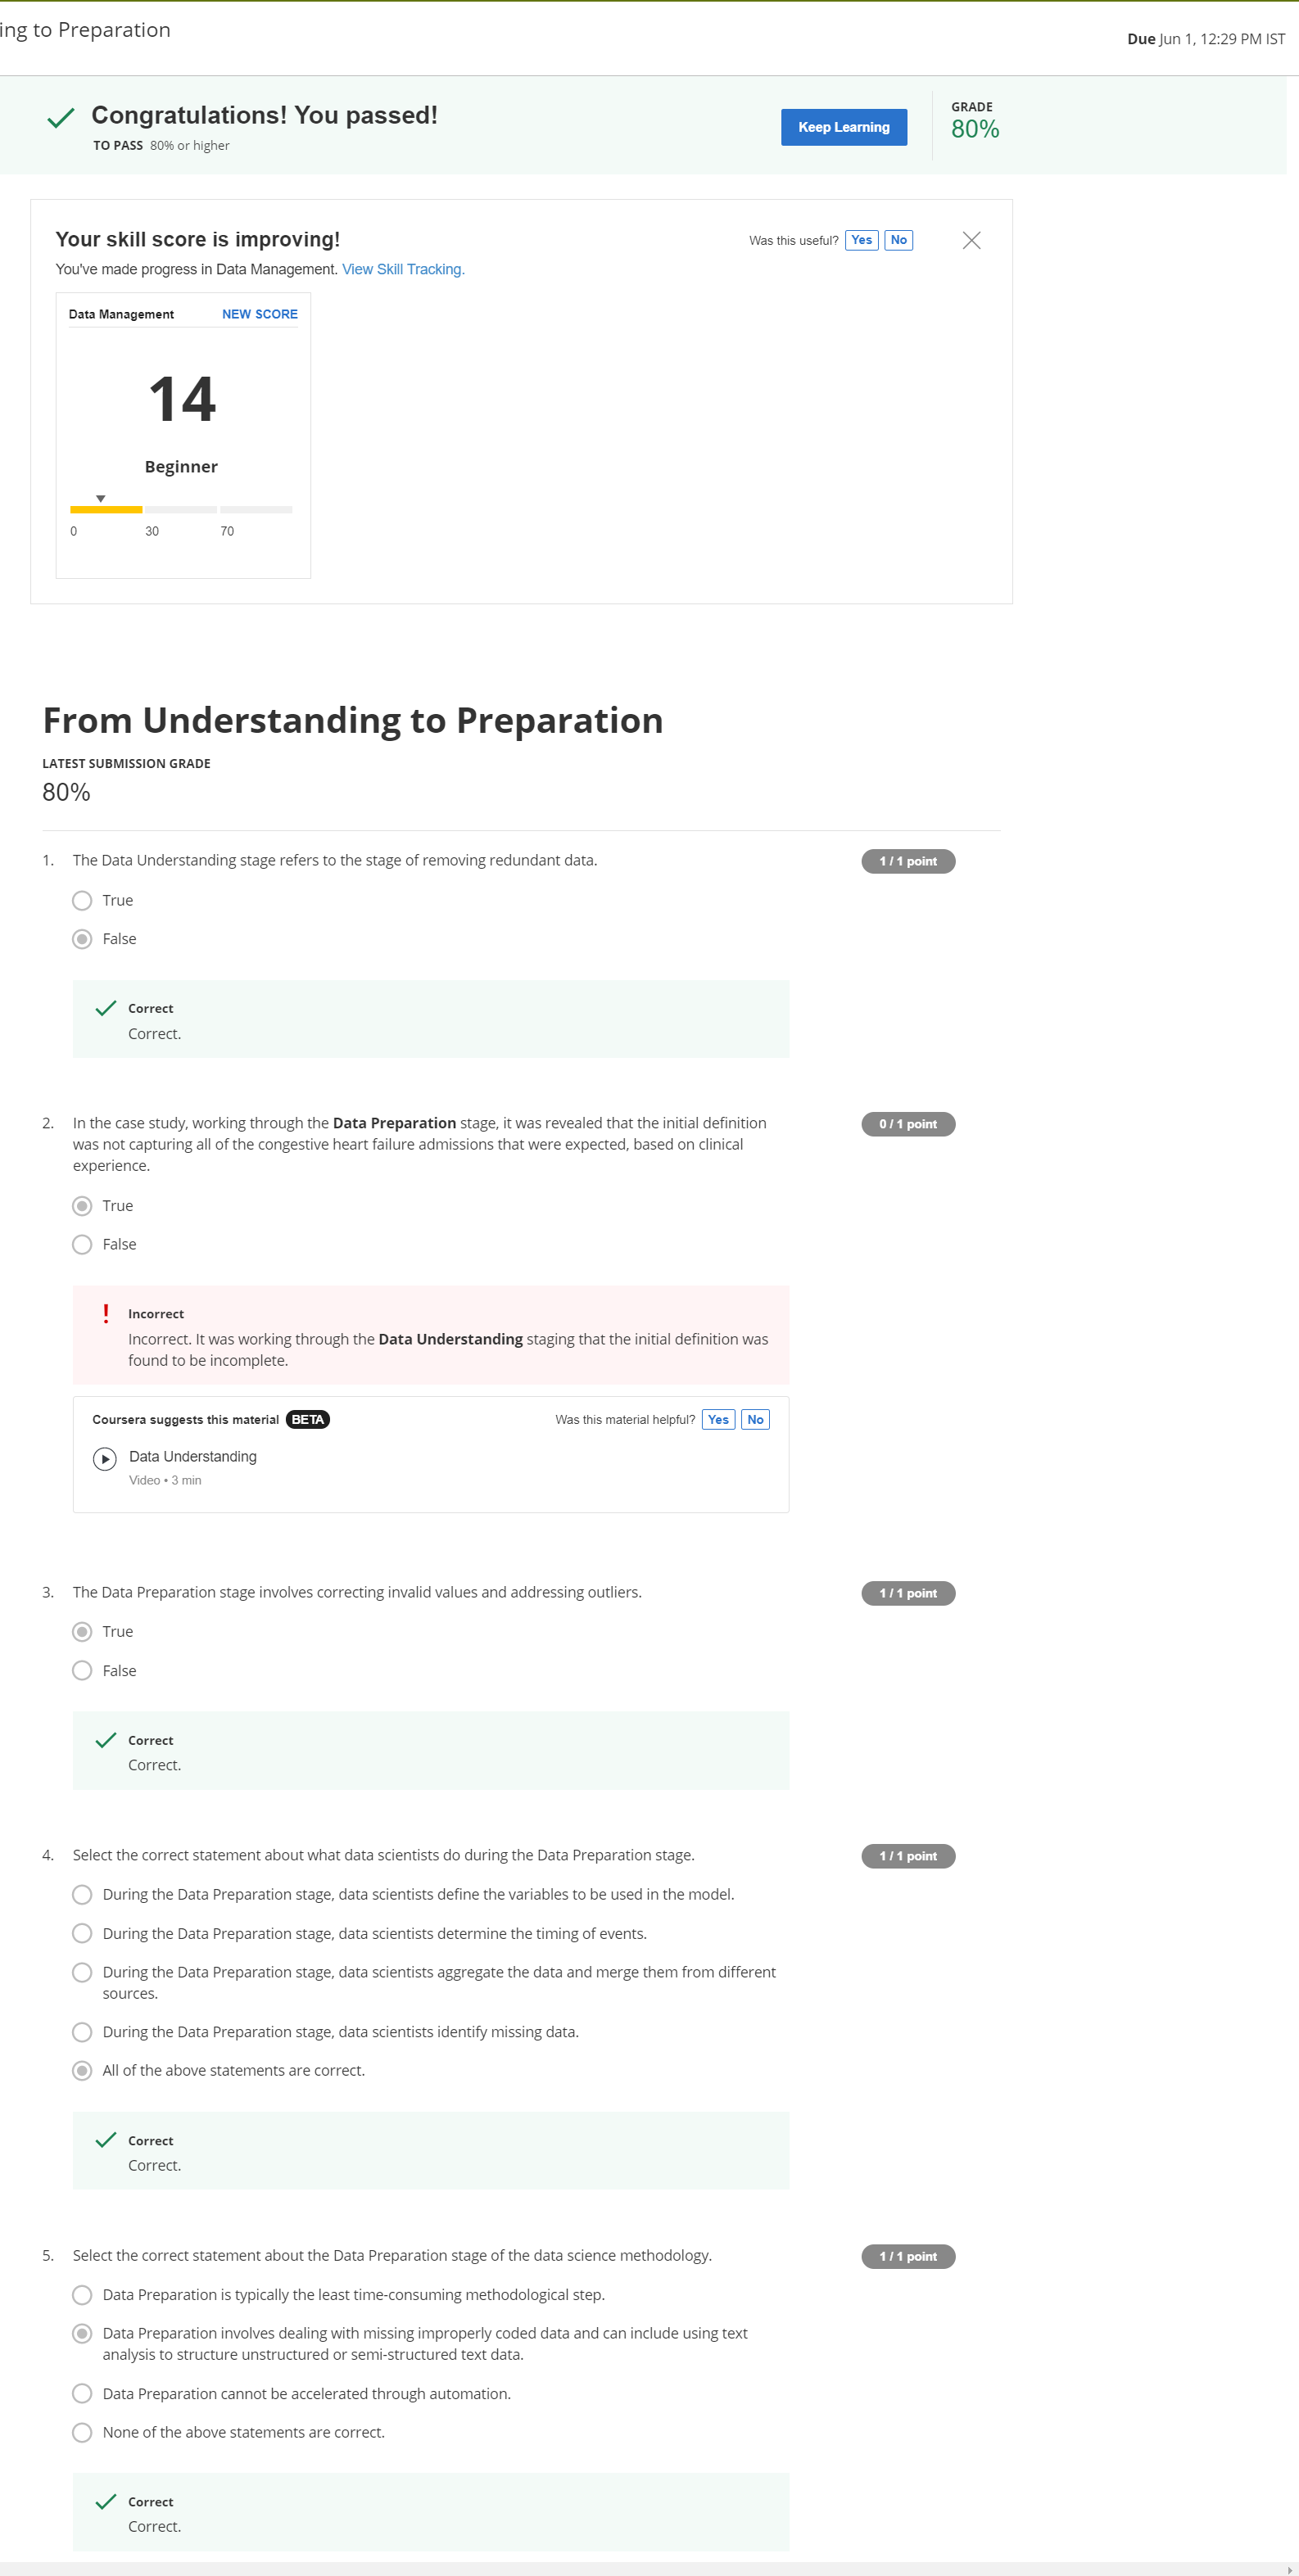 ing to Preparation
Due Jun 1, 12:29 PM IST
Congratulations! You passed!
TO PASS 80% or higher
Keep Learning
GRADE
80%
Your skill score is improving!
Was this useful? Yes No
You've made progress in Data Management. View Skill Tracking.
Data Management NEW SCORE
14
Beginner
0 30 70
From Understanding to Preparation
LATEST SUBMISSION GRADE
80%
1. The Data Understanding stage refers to the stage of removing redundant data.
1 / 1 point
True
False
Correct
Correct.
2. In the case study, working through the Data Preparation stage, it was revealed that the initial definition
was not capturing all of the congestive heart failure admissions that were expected, based on clinical
experience.
0 / 1 point
True
False
! Incorrect
Incorrect. It was working through the Data Understanding staging that the initial definition was
found to be incomplete.
Coursera suggests this material BETA
Was this material helpful? Yes No
Data Understanding
Video • 3 min
3. The Data Preparation stage involves correcting invalid values and addressing outliers.
1 / 1 point
True
False
Correct
Correct.
4. Select the correct statement about what data scientists do during the Data Preparation stage.
1 / 1 point
During the Data Preparation stage, data scientists define the variables to be used in the model.
During the Data Preparation stage, data scientists determine the timing of events.
During the Data Preparation stage, data scientists aggregate the data and merge them from different
sources.
During the Data Preparation stage, data scientists identify missing data.
All of the above statements are correct.
Correct
Correct.
5. Select the correct statement about the Data Preparation stage of the data science methodology.
1 / 1 point
Data Preparation is typically the least time-consuming methodological step.
Data Preparation involves dealing with missing improperly coded data and can include using text
analysis to structure unstructured or semi-structured text data.
Data Preparation cannot be accelerated through automation.
None of the above statements are correct.
Correct
Correct.